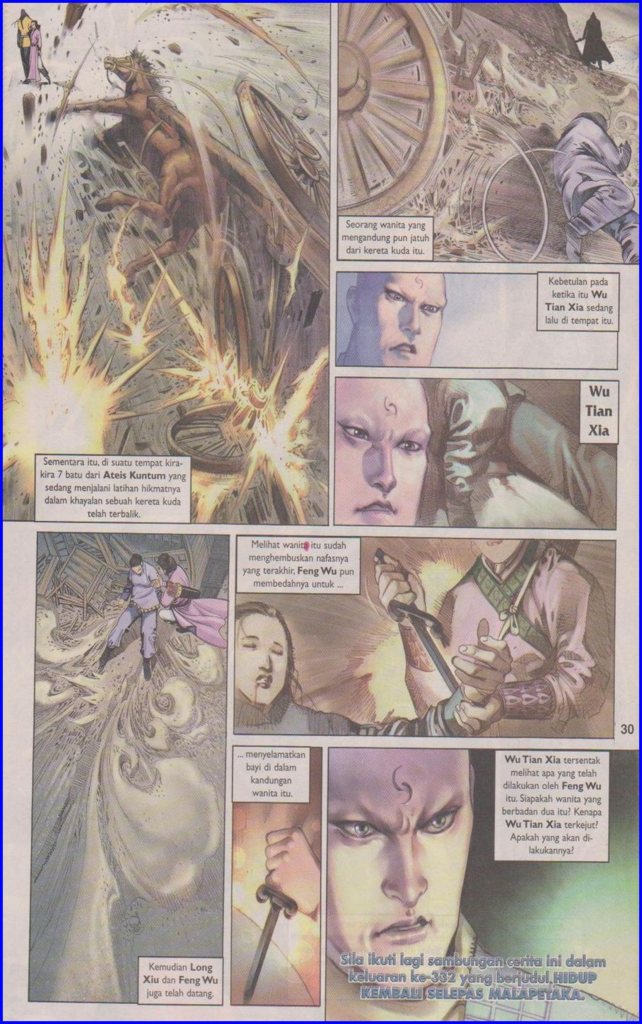 Sementara itu, di suatu tempat kira-
kira 7 batu dari Ateis Kuntum yang
sedang menjalani latihan hikmatnya
dalam khayalan sebuah kereta kuda
telah terbalik.
Seorang wanita yang
mengandung pun jatuh
dari kereta kuda itu.
Kebetulan pada
ketika itu Wu
Tian Xia sedang
lalu di tempat itu.
Wu
Tian
Xia
Kemudian Long
Xiu dan Feng Wu
juga telah datang.
Melihat wanita itu sudah
menghembuskan nafasnya
yang terakhir, Feng Wu pun
membedahnya untuk ...
30
... menyelamatkan
bayi di dalam
kandungan
wanita itu.
Wu Tian Xia tersentak
melihat apa yang telah
dilakukan oleh Feng Wu
itu. Siapakah wanita yang
berbadan dua itu? Kenapa
Wu Tian Xia terkejut?
Apakah yang akan di-
lakukannya?
Sila ikuti lagi sambungan cerita ini dalam
keluaran ke-332 yang berjudul HIDUP
KEMBALI SELEPAS MALAPETAKA.